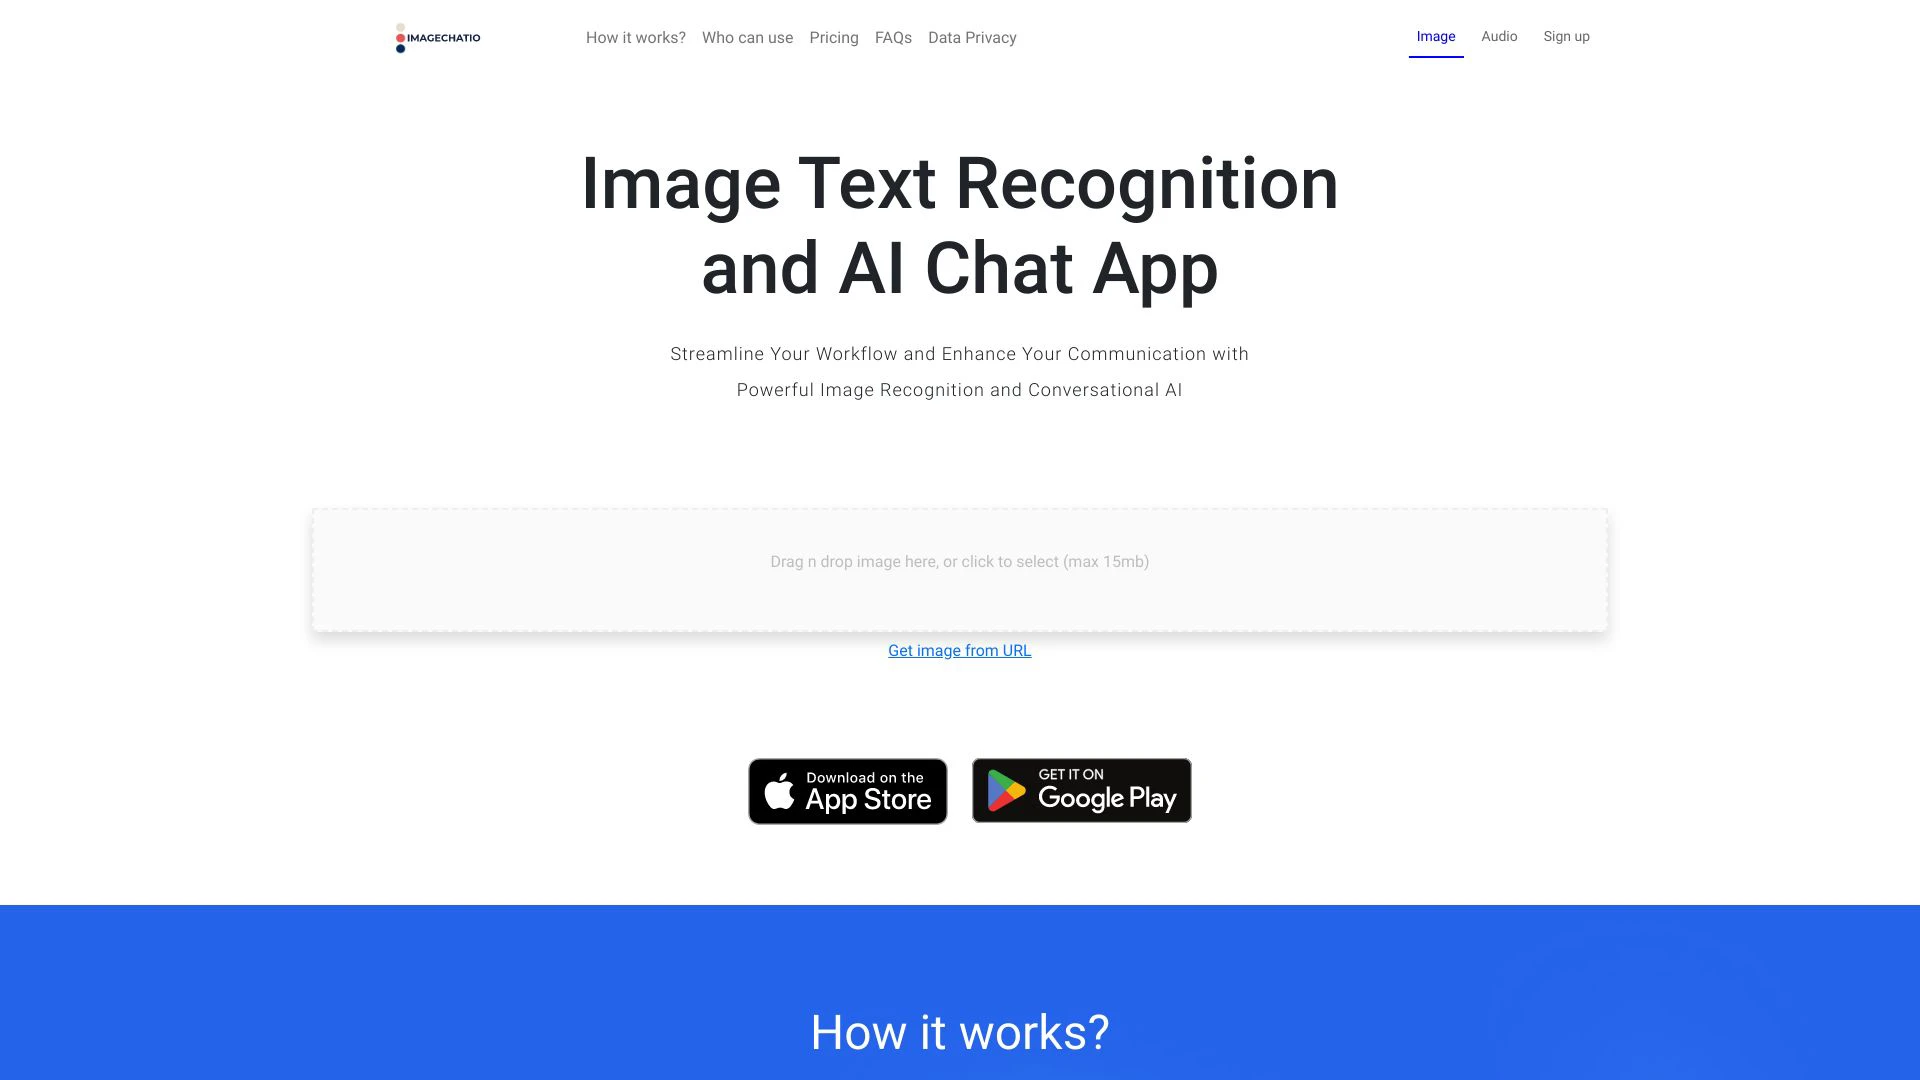 IMAGECHATIO
How it works? Who can use Pricing FAQs Data Privacy
Image Audio Sign up
Image Text Recognition
and AI Chat App
Streamline Your Workflow and Enhance Your Communication with
Powerful Image Recognition and Conversational AI
Drag n drop image here, or click to select (max 15mb)
Get image from URL
Download on the
App Store
GET IT ON
Google Play
How it works?